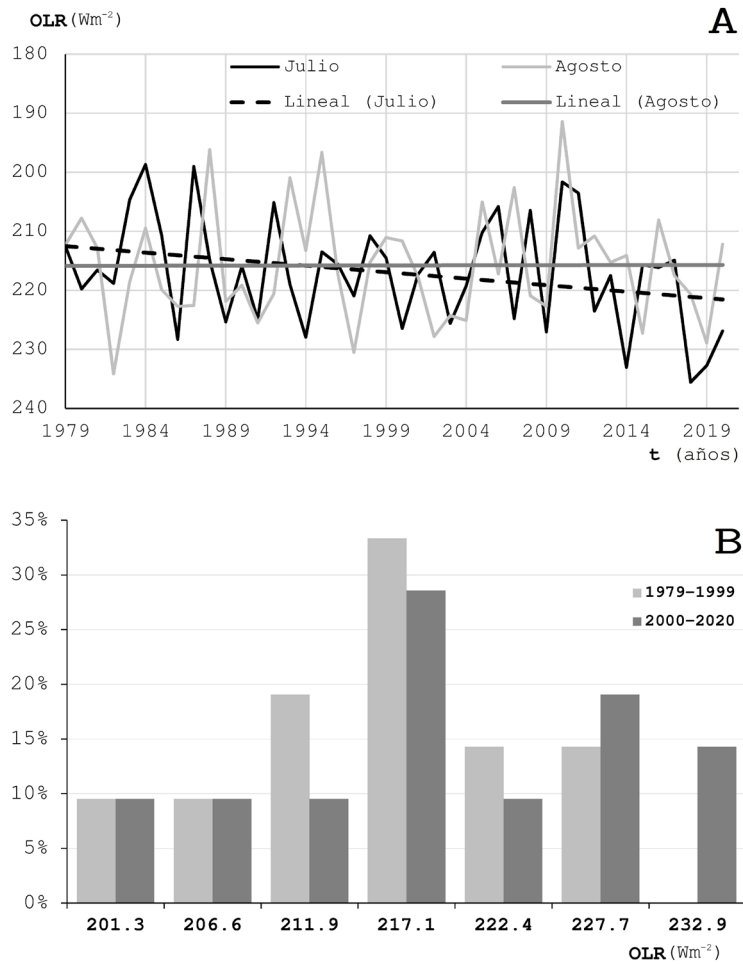 OLR(Wm⁻²)
A
180
Julio Agosto
Lineal (Julio) Lineal (Agosto)
190
200
210
220
230
240
1979 1984 1989 1994 1999 2004 2009 2014 2019
t (años)
35%
B
30%
1979–1999
2000–2020
25%
20%
15%
10%
5%
0%
201.3 206.6 211.9 217.1 222.4 227.7 232.9
OLR(Wm⁻²)